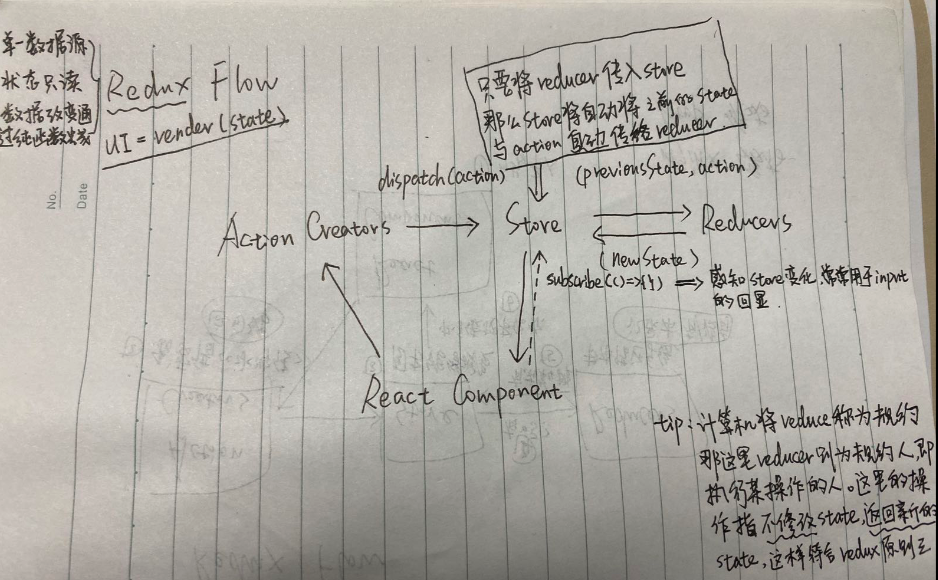 单一数据源
状态只读
数据改变通
过纯函数实现
Redux Flow
UI = render(state)
只要将reducer传入store
那么store将自动将之前的state
与action自动传给reducer
dispatch(action)
(previousState, action)
Action Creators
Store
Reducers
(newState)
subscribe(()=>{})
感知store变化,常常用于input
的回显
React Component
tip:计算机将reduce称为规约
那这里reducer则为规约人,即
执行某操作的人。这里的操
作指不修改state,返回新的
state,这样符合redux原则三
No.
Date